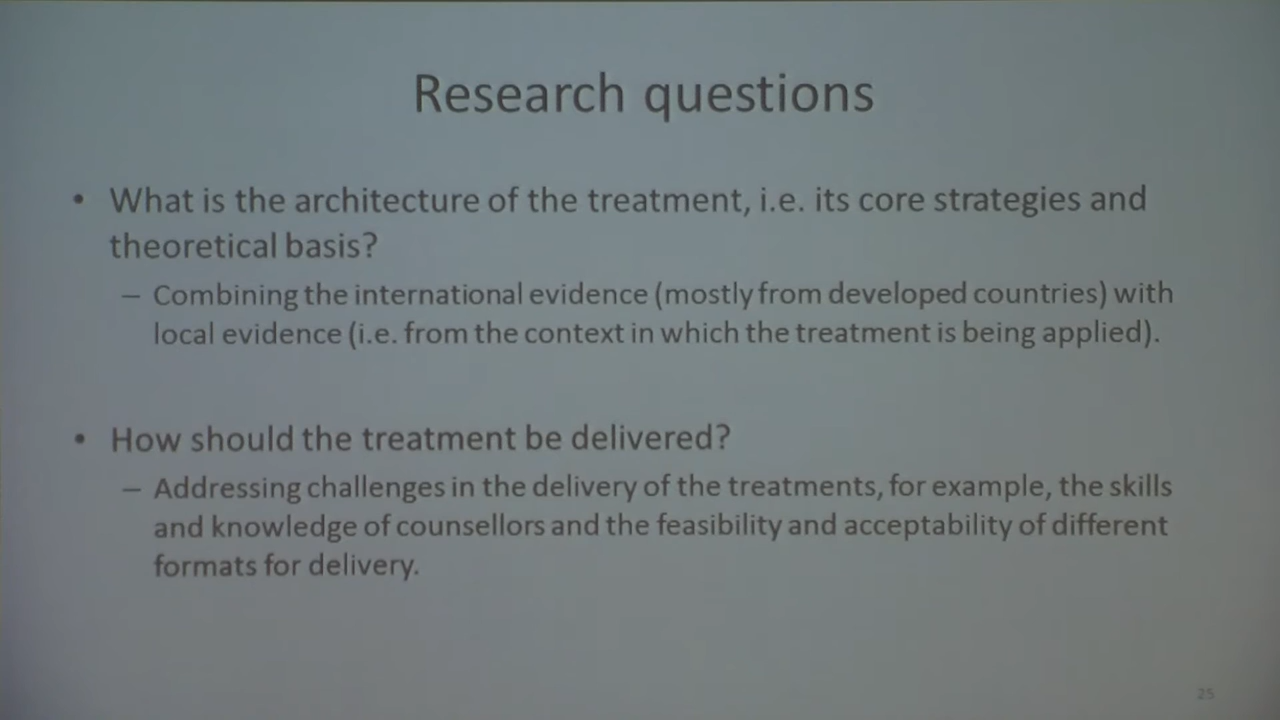 Research questions
• What is the architecture of the treatment, i.e. its core strategies and
theoretical basis?
– Combining the international evidence (mostly from developed countries) with
local evidence (i.e. from the context in which the treatment is being applied).
• How should the treatment be delivered?
– Addressing challenges in the delivery of the treatments, for example, the skills
and knowledge of counsellors and the feasibility and acceptability of different
formats for delivery.
25